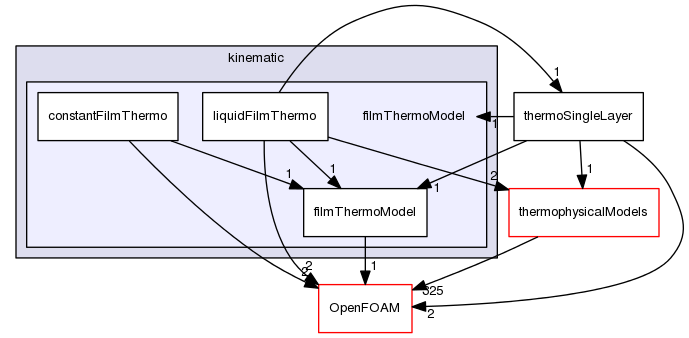 kinematic
1
constantFilmThermo
liquidFilmThermo
filmThermoModel
thermoSingleLayer
1
1
1
1
2
1
filmThermoModel
thermophysicalModels
2
2
1
325
OpenFOAM
2